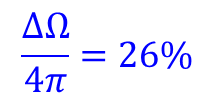 ΔΩ/4π = 26%